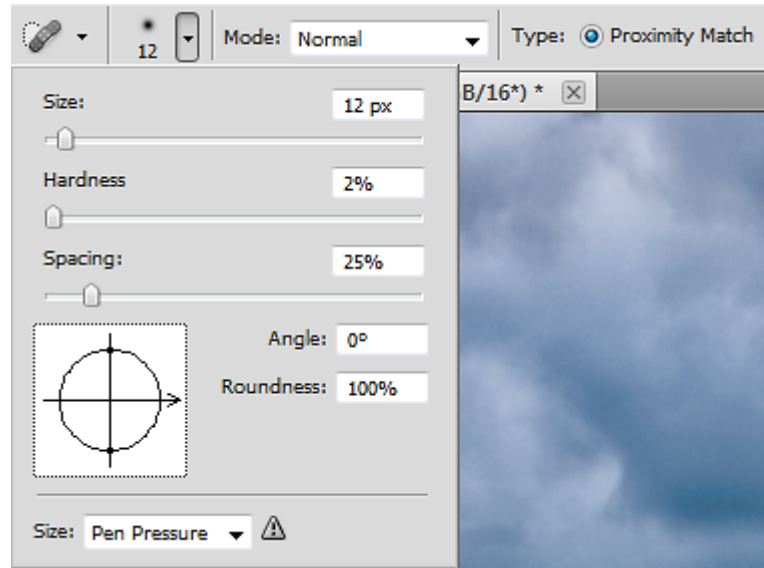 Mode: Normal Type: Proximity Match
12
B/16*) *
Size: 12 px
Hardness 2%
Spacing: 25%
Angle: 0º
Roundness: 100%
Size: Pen Pressure